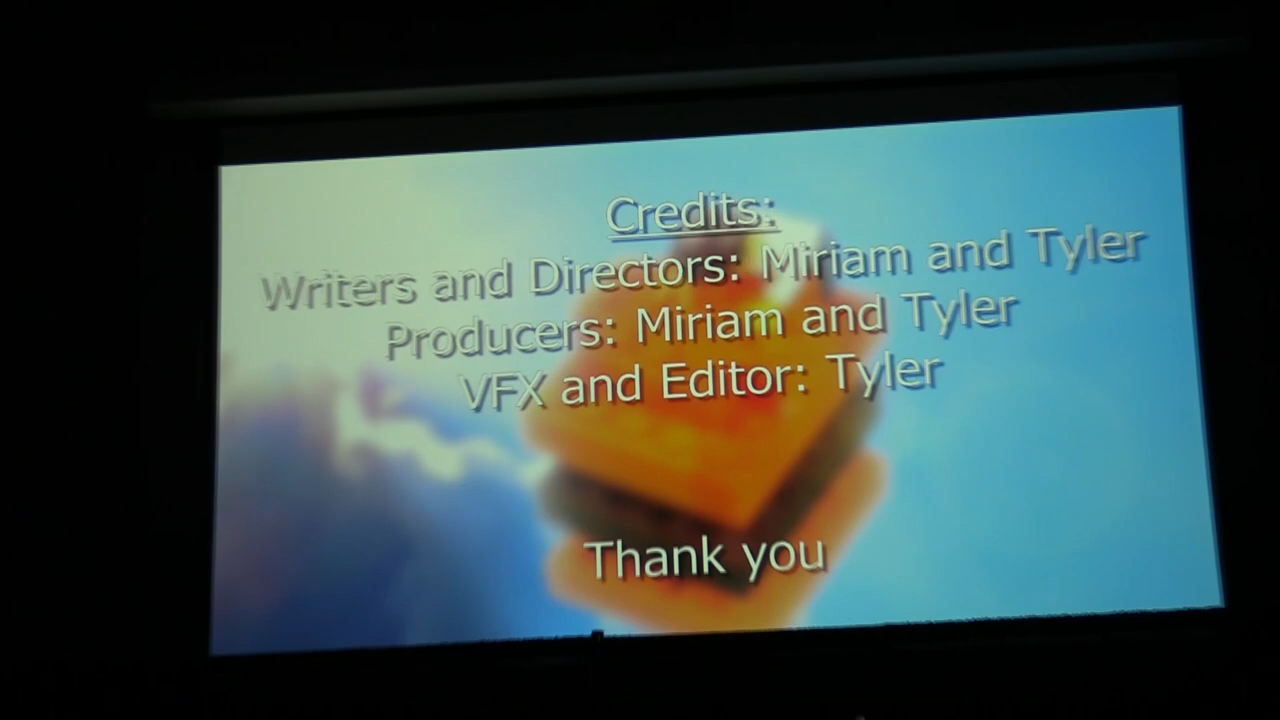 Credits:
Writers and Directors: Miriam and Tyler
Producers: Miriam and Tyler
VFX and Editor: Tyler
Thank you